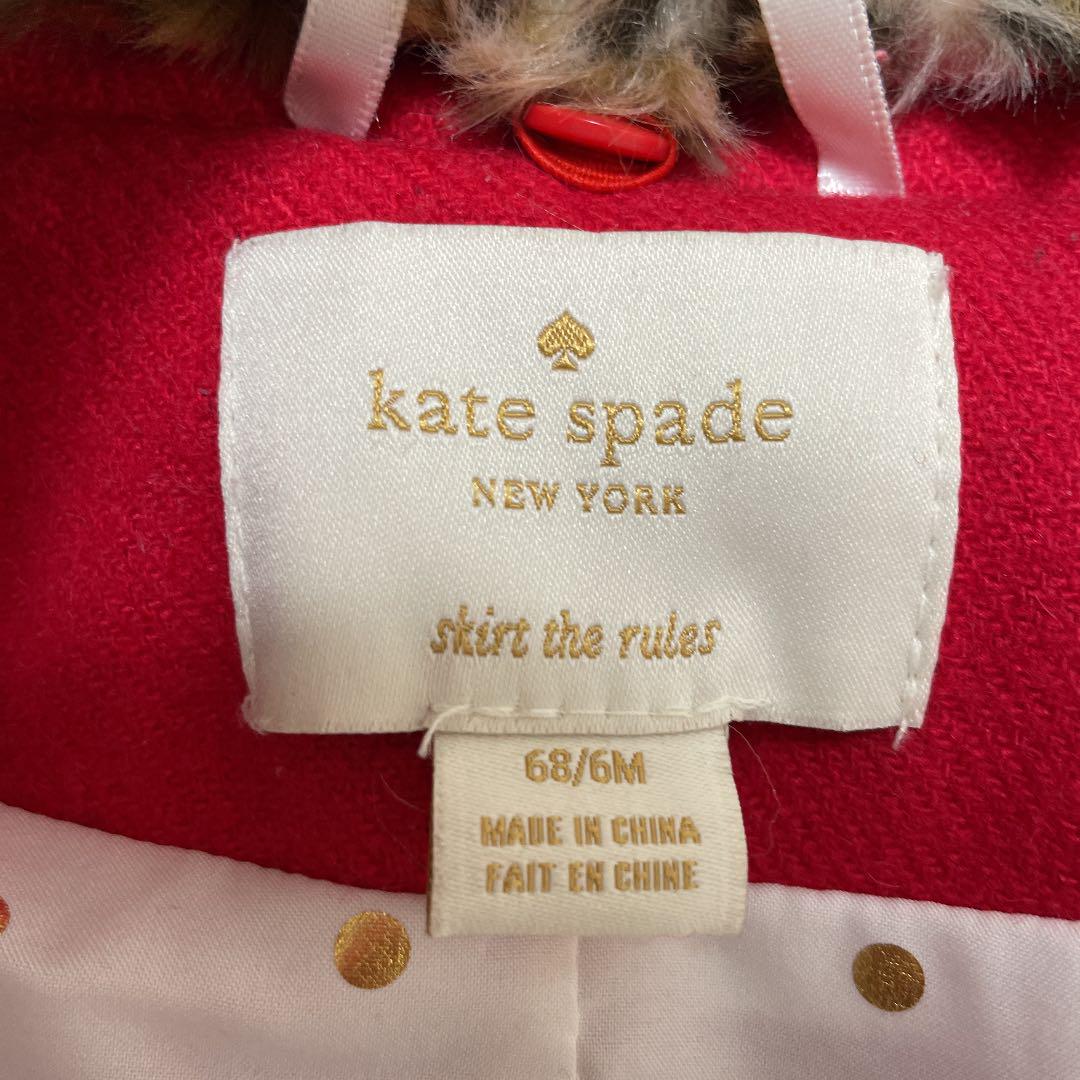 kate spade
NEW YORK
skirt the rules
68/6M
MADE IN CHINA
FAIT EN CHINE